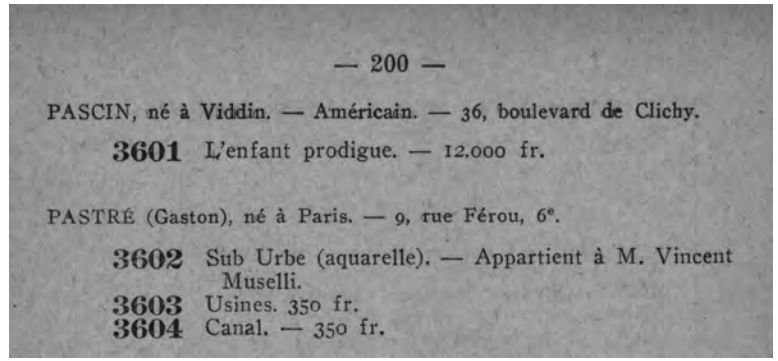 — 200 —
PASCIN, né à Viddin. — Américain. — 36, boulevard de Clichy.
3601 L'enfant prodigue. — 12.000 fr.
PASTRÉ (Gaston), né à Paris. — 9, rue Férou, 6e.
3602 Sub Urbe (aquarelle). — Appartient à M. Vincent
Muselli.
3603 Usines. 350 fr.
3604 Canal. — 350 fr.